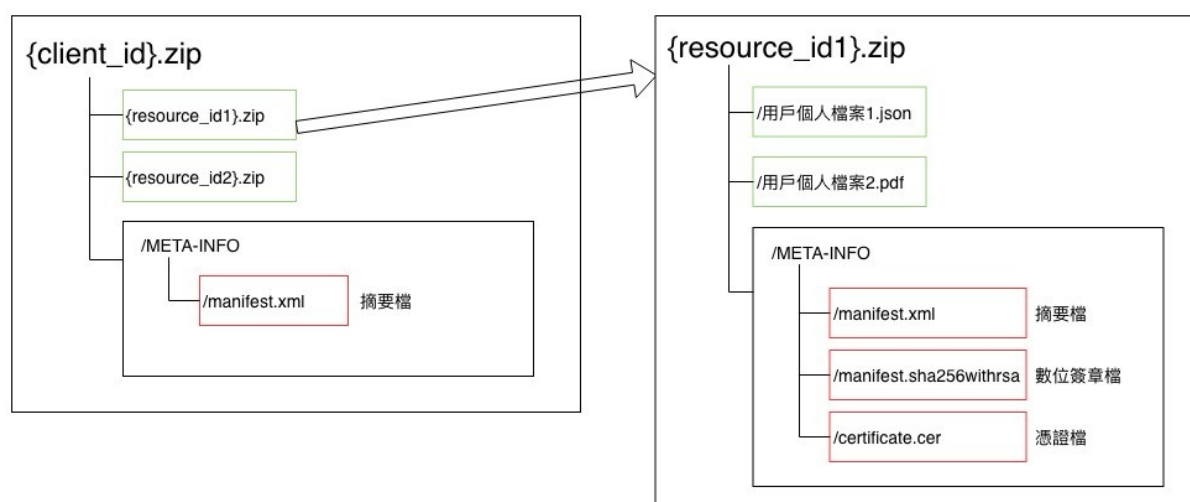 {client_id}.zip
{resource_id1}.zip
{resource_id2}.zip
/META-INFO
/manifest.xml 摘要檔
{resource_id1}.zip
/用戶個人檔案1.json
/用戶個人檔案2.pdf
/META-INFO
/manifest.xml 摘要檔
/manifest.sha256withrsa 數位簽章檔
/certificate.cer 憑證檔